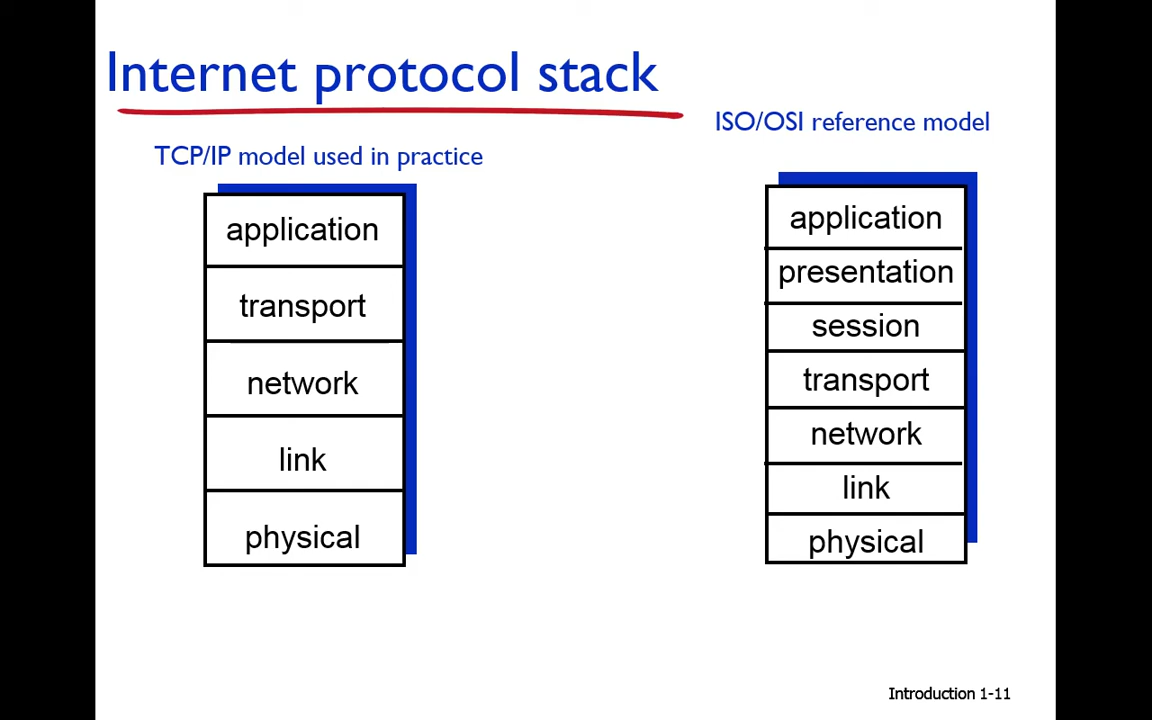 Internet protocol stack
TCP/IP model used in practice
application
transport
network
link
physical
ISO/OSI reference model
application
presentation
session
transport
network
link
physical
Introduction 1-11